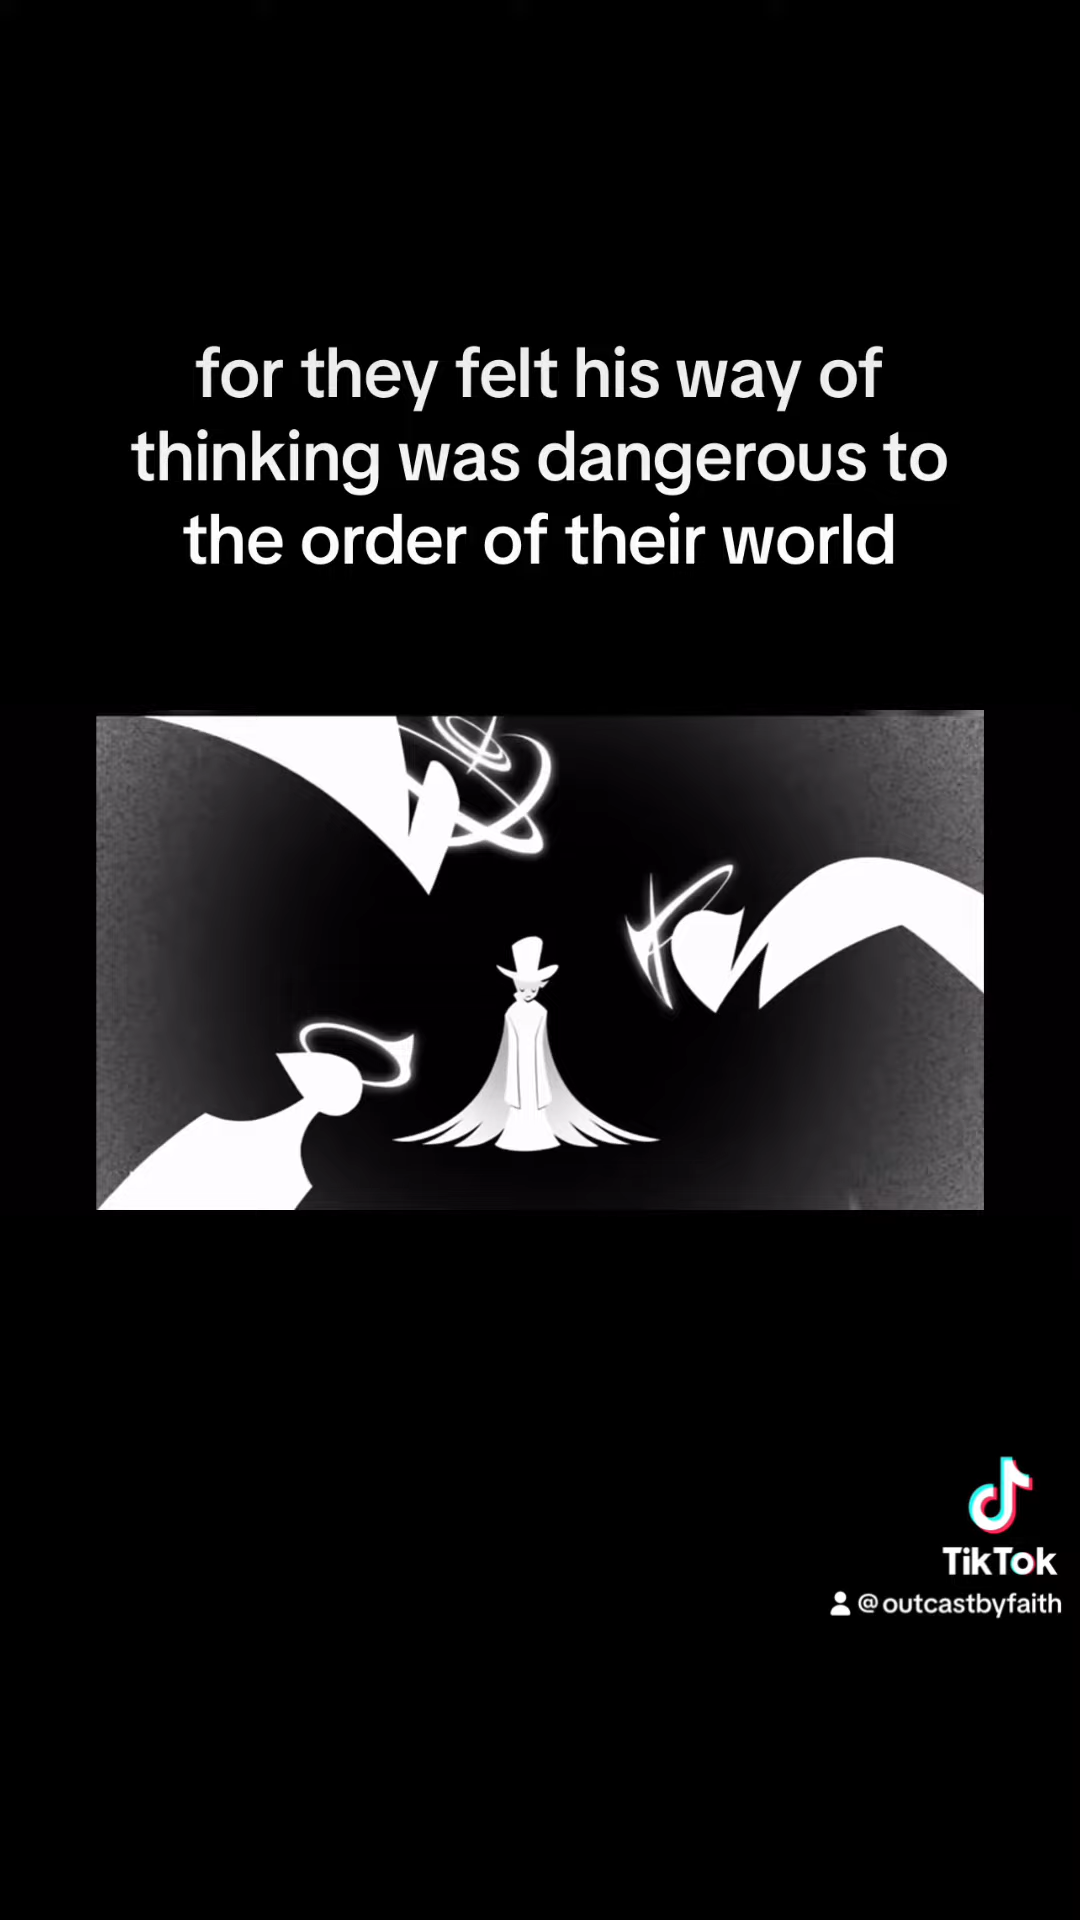 for they felt his way of
thinking was dangerous to
the order of their world
TikTok
@outcastbyfaith